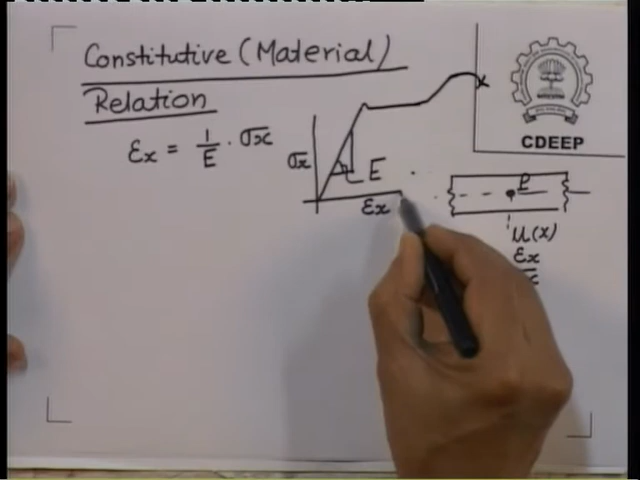 Constitutive (Material)
Relation
εx = 1/E · σx
σx
E
εx
CDEEP
P
u(x)
εx